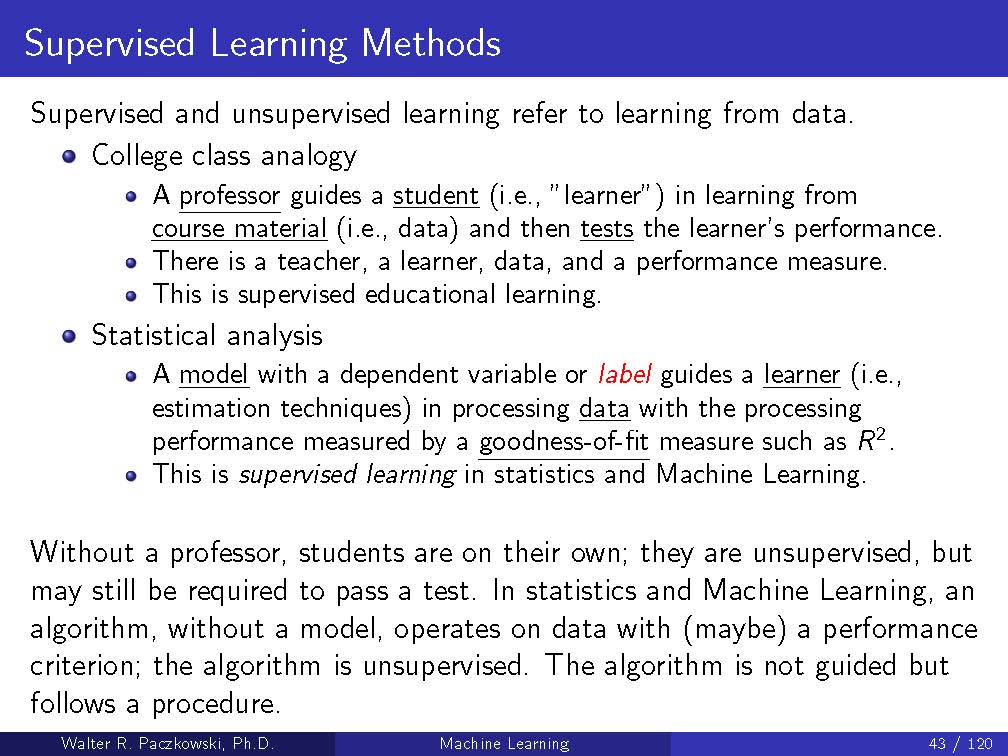 Supervised Learning Methods
Supervised and unsupervised learning refer to learning from data.
College class analogy
A professor guides a student (i.e., ”learner”) in learning from
course material (i.e., data) and then tests the learner's performance.
There is a teacher, a learner, data, and a performance measure.
This is supervised educational learning.
Statistical analysis
A model with a dependent variable or label guides a learner (i.e.,
estimation techniques) in processing data with the processing
performance measured by a goodness-of-fit measure such as R².
This is supervised learning in statistics and Machine Learning.
Without a professor, students are on their own; they are unsupervised, but
may still be required to pass a test. In statistics and Machine Learning, an
algorithm, without a model, operates on data with (maybe) a performance
criterion; the algorithm is unsupervised. The algorithm is not guided but
follows a procedure.
Walter R. Paczkowski, Ph.D. Machine Learning 43 / 120